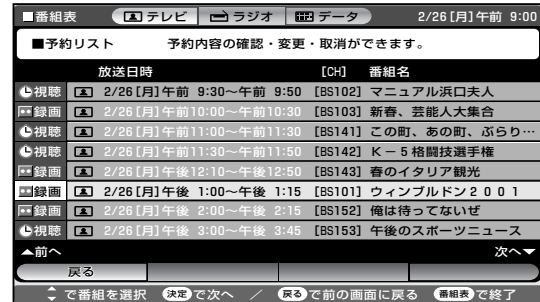 ■番組表 テレビ ラジオ データ 2/26[月]午前 9:00
■予約リスト 予約内容の確認・変更・取消ができます。
放送日時 [CH] 番組名
視聴 2/26[月]午前 9:30～午前 9:50 [BS102] マニュアル浜口夫人
録画 2/26[月]午前10:00～午前10:30 [BS103] 新春、芸能人大集合
視聴 2/26[月]午前11:00～午前11:30 [BS141] この町、あの町、ぶらり…
視聴 2/26[月]午前11:30～午前11:50 [BS142] K－5格闘技選手権
録画 2/26[月]午後12:10～午後12:50 [BS143] 春のイタリア観光
録画 2/26[月]午後 1:00～午後 1:15 [BS101] ウィンブルドン2001
録画 2/26[月]午後 2:00～午後 2:15 [BS152] 俺は待ってないぜ
視聴 2/26[月]午後 3:00～午後 3:45 [BS153] 午後のスポーツニュース
▲前へ 次へ▼
戻る
で番組を選択 決定で次へ ／ 戻るで前の画面に戻る 番組表で終了